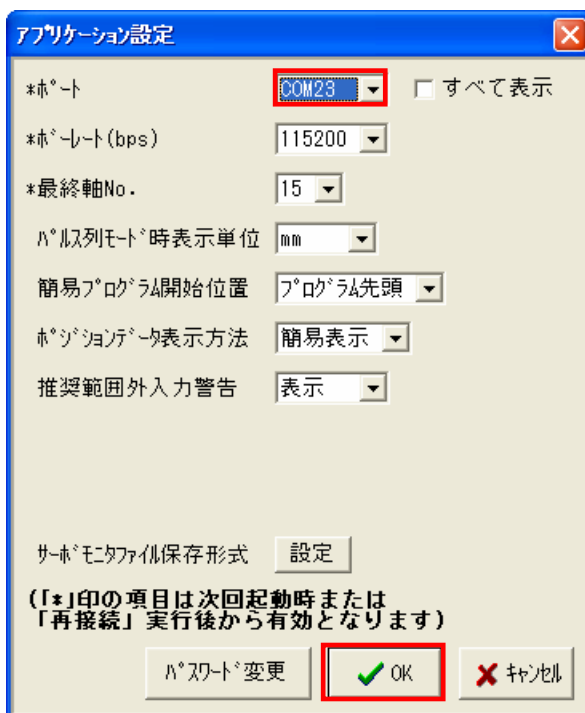 アプリケーション設定
*ﾎﾟｰﾄ COM23 すべて表示
*ﾎﾞｰﾚｰﾄ(bps) 115200
*最終軸No. 15
ﾊﾟﾙｽ列ﾓｰﾄﾞ時表示単位 mm
簡易ﾌﾟﾛｸﾞﾗﾑ開始位置 ﾌﾟﾛｸﾞﾗﾑ先頭
ﾎﾟｼﾞｼｮﾝﾃﾞｰﾀ表示方法 簡易表示
推奨範囲外入力警告 表示
ｻｰﾎﾞﾓﾆﾀﾌｧｲﾙ保存形式 設定
(｢*｣印の項目は次回起動時または
｢再接続｣実行後から有効となります)
ﾊﾟｽﾜｰﾄﾞ変更 OK ｷｬﾝｾﾙ